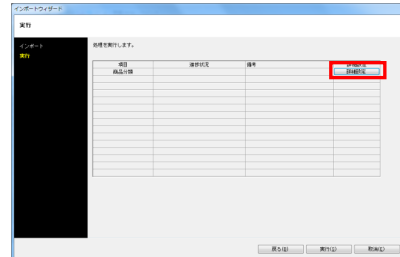 インポートウィザード
実行
インポート
実行
処理を実行します。
項目 進捗状況 備考 詳細設定
商品分類 詳細設定
戻る(B) 実行(G) 取消(C)